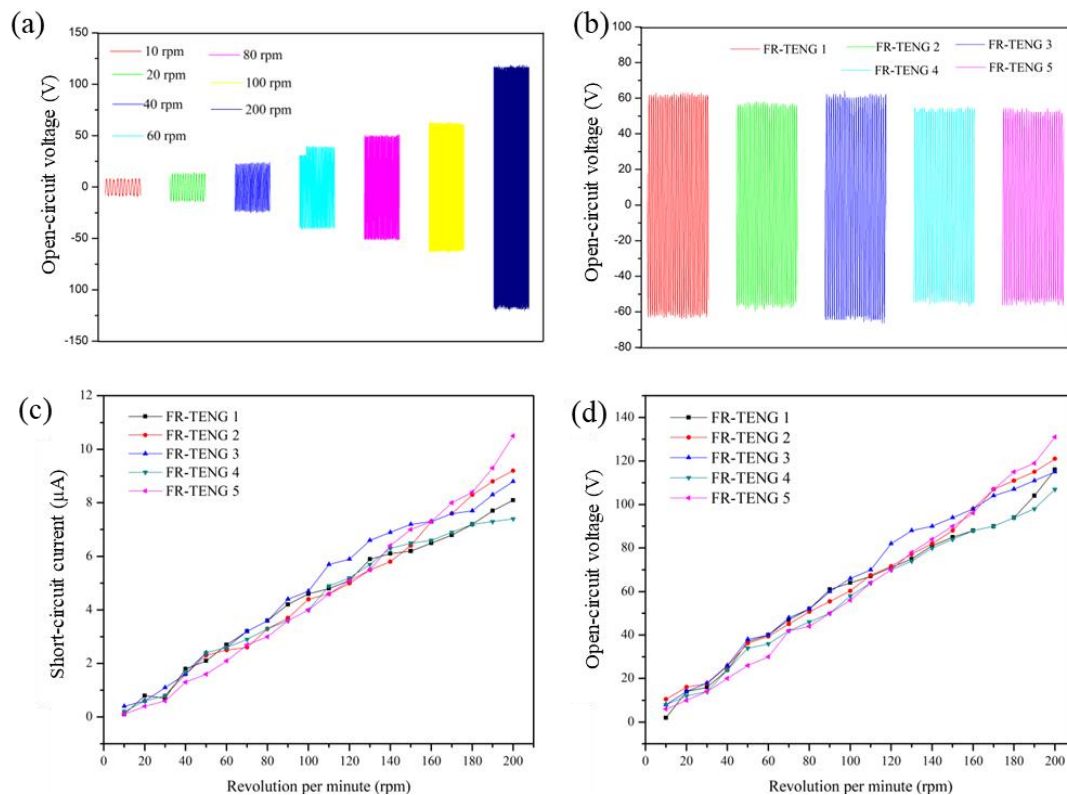 (a)
150
100
50
0
-50
100
-150
Open-circuit voltage (V)
10 rpm
20 rpm
40 rpm
60 rpm
80 rpm
100 rpm
200 rpm
(b)
100
80
60
40
20
0
-20
-40
-60
-80
Open-circuit voltage (V)
FR-TENG 1
FR-TENG 2
FR-TENG 3
FR-TENG 4
FR-TENG 5
(c)
12
10
8
6
4
2
0
Short-circuit current (μA)
FR-TENG 1
FR-TENG 2
FR-TENG 3
FR-TENG 4
FR-TENG 5
0 20 40 60 80 100 120 140 160 180 200
Revolution per minute (rpm)
(d)
140
120
100
80
60
40
20
0
Open-circuit voltage (V)
FR-TENG 1
FR-TENG 2
FR-TENG 3
FR-TENG 4
FR-TENG 5
0 20 40 60 80 100 120 140 160 180 200
Revolution per minute (rpm)